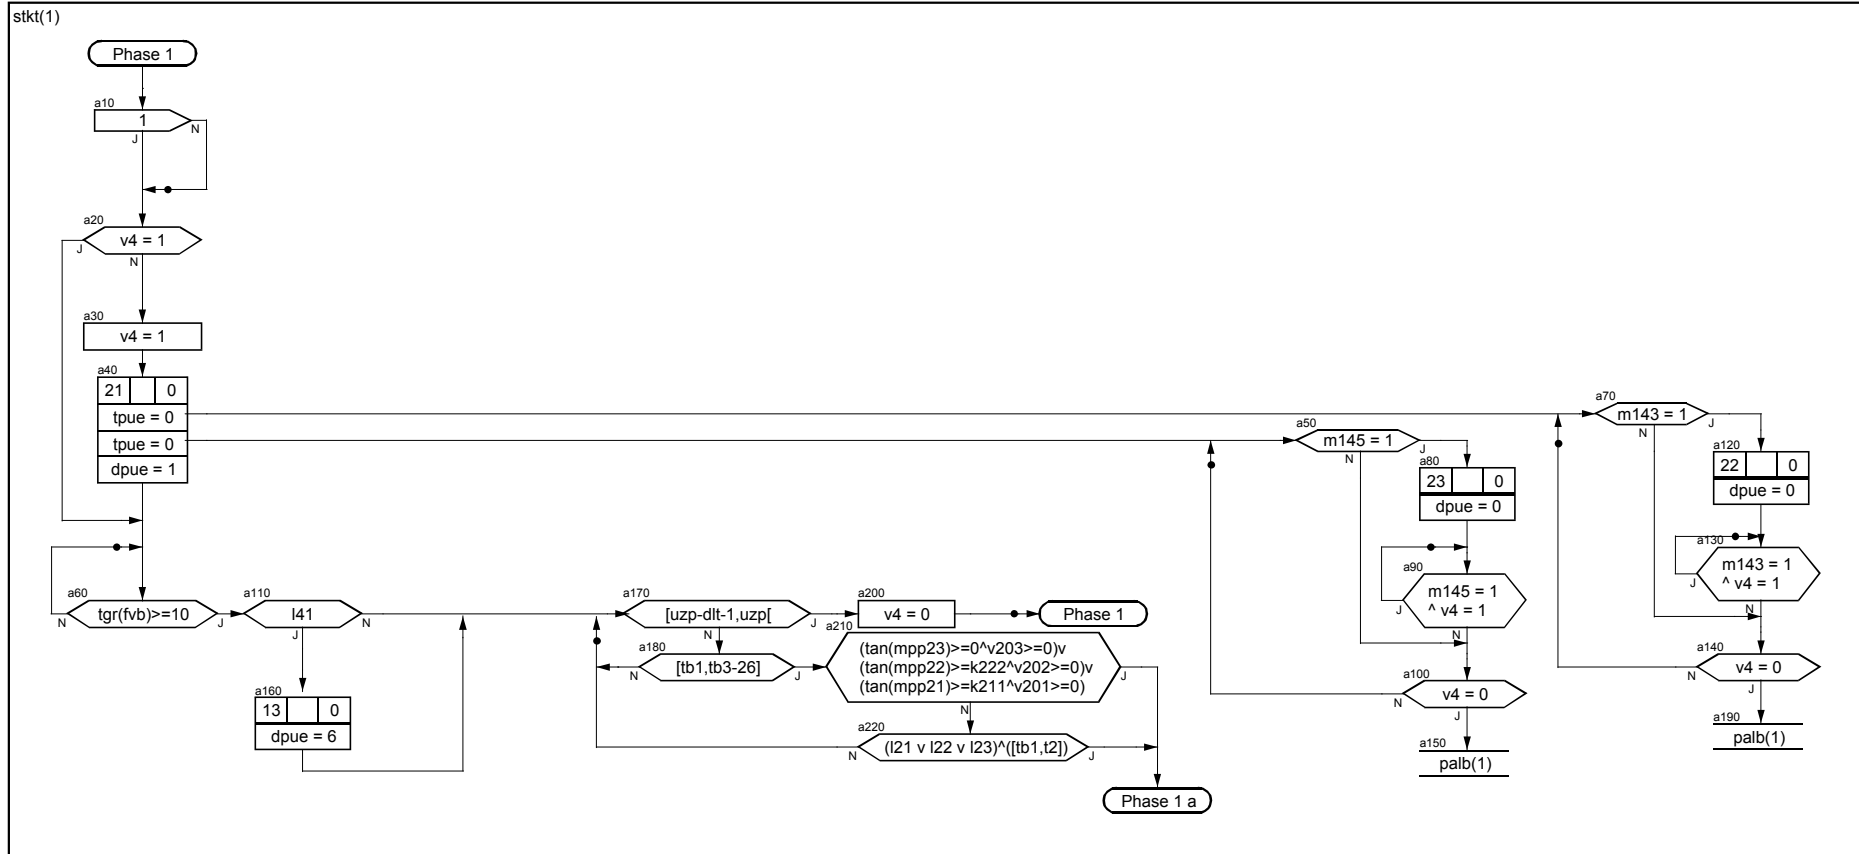 stkt(1)
Phase 1
a10
1
N
J
a20
v4 = 1
J
N
a30
v4 = 1
a40
21 0
tpue = 0
tpue = 0
dpue = 1
a70
m143 = 1
J
N
a50
m145 = 1
J
N
a120
22 0
dpue = 0
a80
23 0
dpue = 0
a130
m143 = 1
^ v4 = 1
J
N
a90
m145 = 1
^ v4 = 1
J
N
a60
tgr(fvb)>=10
N
J
a110
l41
J
N
a170
[uzp-dlt-1,uzp[
J
N
a200
v4 = 0
Phase 1
a180
[tb1,tb3-26]
N
J
a210
(tan(mpp23)>=0^v203>=0)v
(tan(mpp22)>=k222^v202>=0)v
(tan(mpp21)>=k211^v201>=0)
J
N
a140
v4 = 0
N
J
a100
v4 = 0
N
J
a160
13 0
dpue = 6
a220
(l21 v l22 v l23)^([tb1,t2])
N
J
a190
palb(1)
a150
palb(1)
Phase 1 a